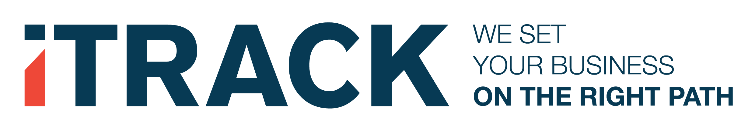 iTRACK
WE SET
YOUR BUSINESS
ON THE RIGHT PATH